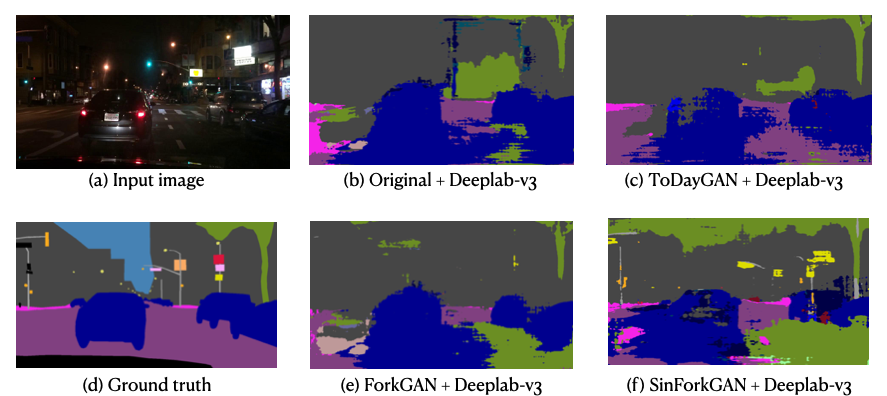 (a) Input image
(b) Original + Deeplab-v3
(c) ToDayGAN + Deeplab-v3
(d) Ground truth
(e) ForkGAN + Deeplab-v3
(f) SinForkGAN + Deeplab-v3